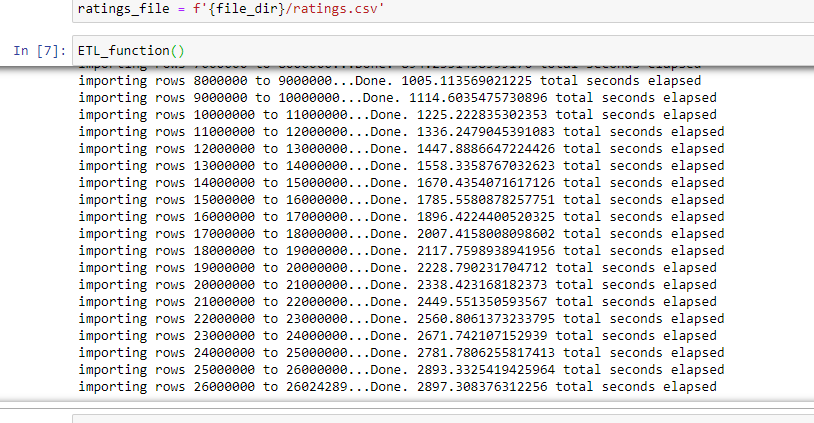 ratings_file = f'{file_dir}/ratings.csv'
In [7]: ETL_function()
importing rows 8000000 to 9000000...Done. 1005.113569021225 total seconds elapsed
importing rows 9000000 to 10000000...Done. 1114.6035475730896 total seconds elapsed
importing rows 10000000 to 11000000...Done. 1225.222835302353 total seconds elapsed
importing rows 11000000 to 12000000...Done. 1336.2479045391083 total seconds elapsed
importing rows 12000000 to 13000000...Done. 1447.8886647224426 total seconds elapsed
importing rows 13000000 to 14000000...Done. 1558.3358767032623 total seconds elapsed
importing rows 14000000 to 15000000...Done. 1670.4354071617126 total seconds elapsed
importing rows 15000000 to 16000000...Done. 1785.5580878257751 total seconds elapsed
importing rows 16000000 to 17000000...Done. 1896.4224400520325 total seconds elapsed
importing rows 17000000 to 18000000...Done. 2007.4158008098602 total seconds elapsed
importing rows 18000000 to 19000000...Done. 2117.7598938941956 total seconds elapsed
importing rows 19000000 to 20000000...Done. 2228.790231704712 total seconds elapsed
importing rows 20000000 to 21000000...Done. 2338.423168182373 total seconds elapsed
importing rows 21000000 to 22000000...Done. 2449.551350593567 total seconds elapsed
importing rows 22000000 to 23000000...Done. 2560.8061373233795 total seconds elapsed
importing rows 23000000 to 24000000...Done. 2671.742107152939 total seconds elapsed
importing rows 24000000 to 25000000...Done. 2781.7806255817413 total seconds elapsed
importing rows 25000000 to 26000000...Done. 2893.3325419425964 total seconds elapsed
importing rows 26000000 to 26024289...Done. 2897.308376312256 total seconds elapsed